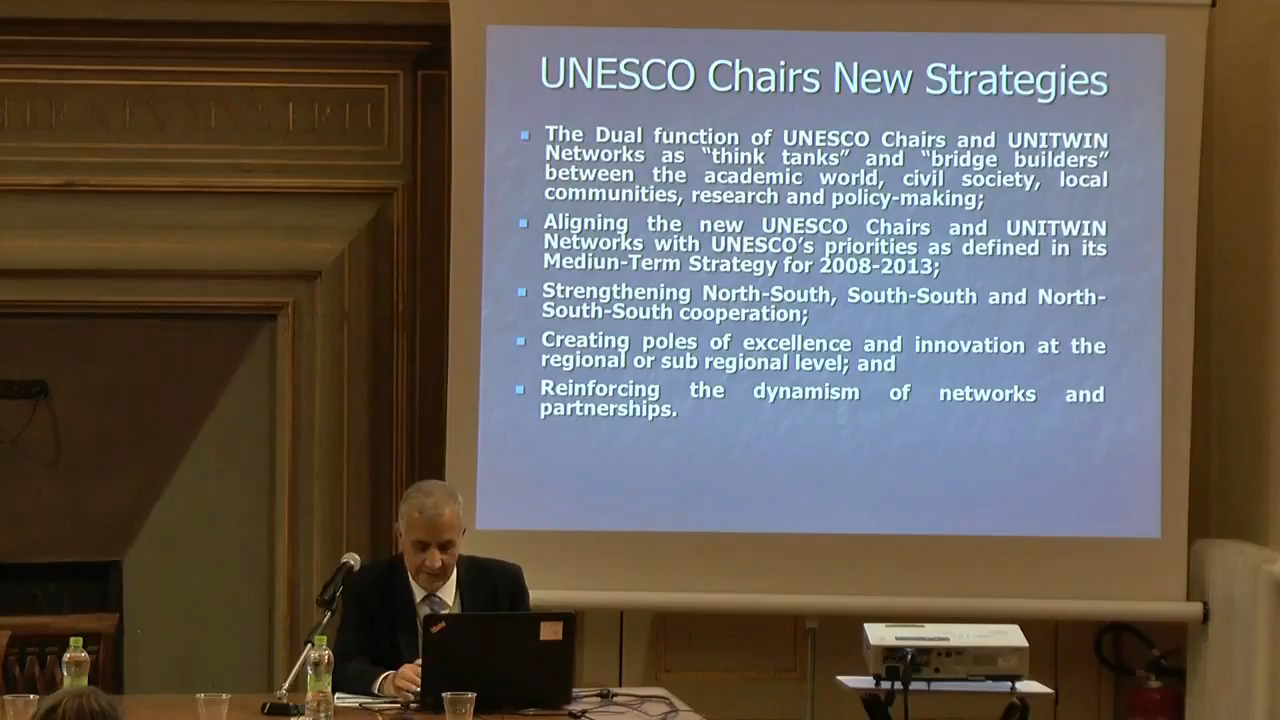 UNESCO Chairs New Strategies
The Dual function of UNESCO Chairs and UNITWIN
Networks as “think tanks” and “bridge builders”
between the academic world, civil society, local
communities, research and policy-making;
Aligning the new UNESCO Chairs and UNITWIN
Networks with UNESCO’s priorities as defined in its
Mediun-Term Strategy for 2008-2013;
Strengthening North-South, South-South and North-
South-South cooperation;
Creating poles of excellence and innovation at the
regional or sub regional level; and
Reinforcing the dynamism of networks and
partnerships.